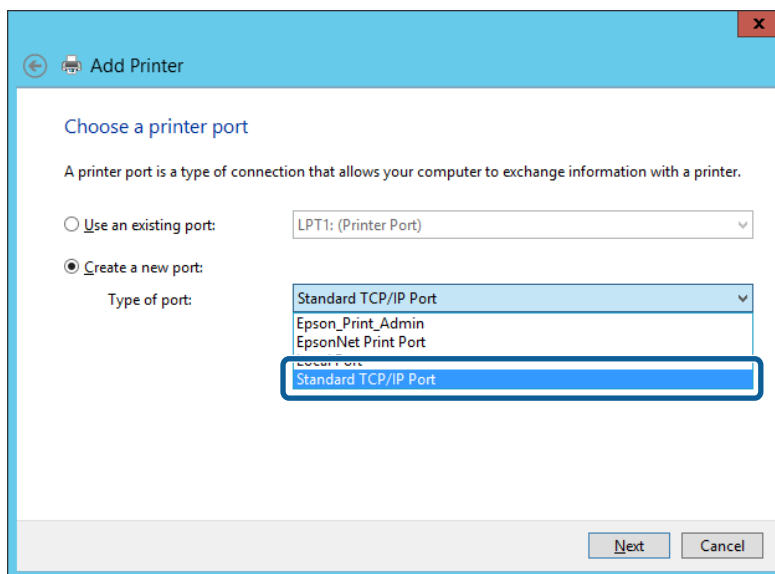 x
Add Printer
Choose a printer port
A printer port is a type of connection that allows your computer to exchange information with a printer.
Use an existing port: LPT1: (Printer Port)
Create a new port:
Type of port: Standard TCP/IP Port
Epson_Print_Admin
EpsonNet Print Port
Local Port
Standard TCP/IP Port
Next Cancel